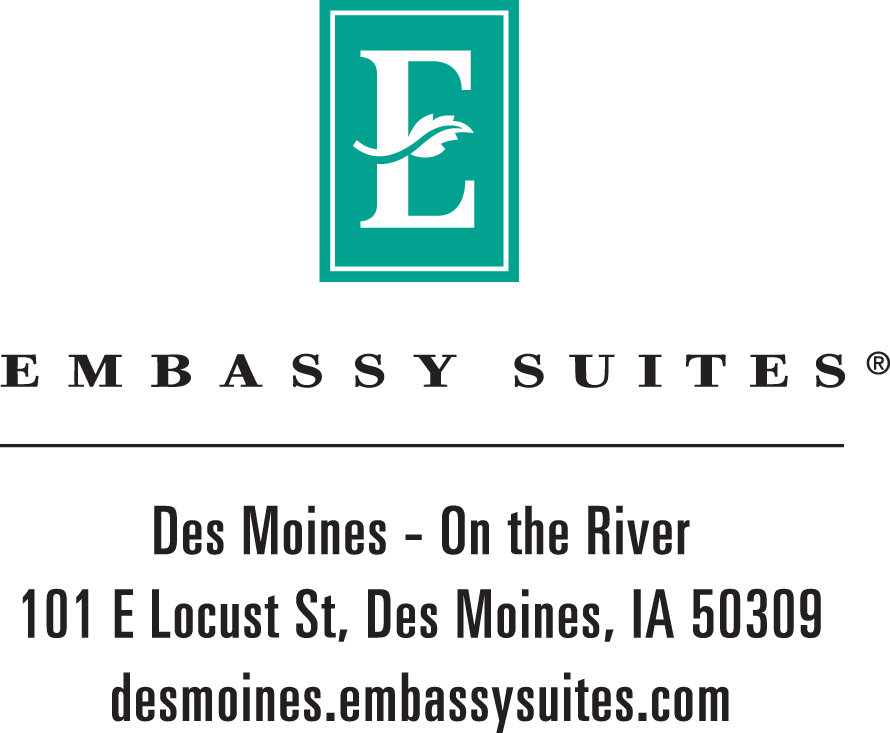 E
EMBASSY SUITES®
Des Moines - On the River
101 E Locust St, Des Moines, IA 50309
desmoines.embassysuites.com